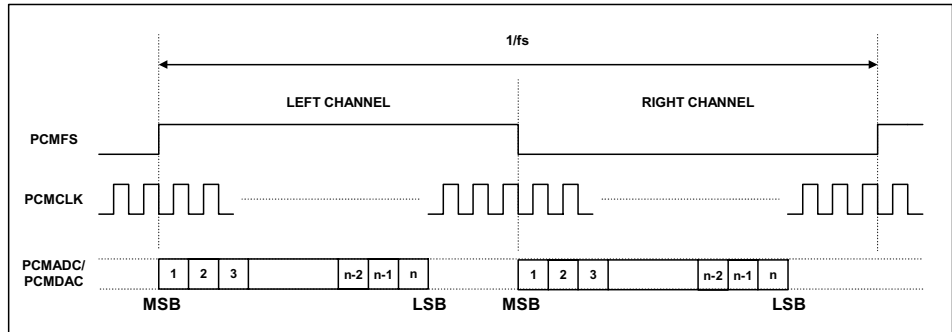 1/fs
LEFT CHANNEL RIGHT CHANNEL
PCMFS
PCMCLK
PCMADC/
PCMDAC
1 2 3 n-2 n-1 n 1 2 3 n-2 n-1 n
MSB LSB MSB LSB